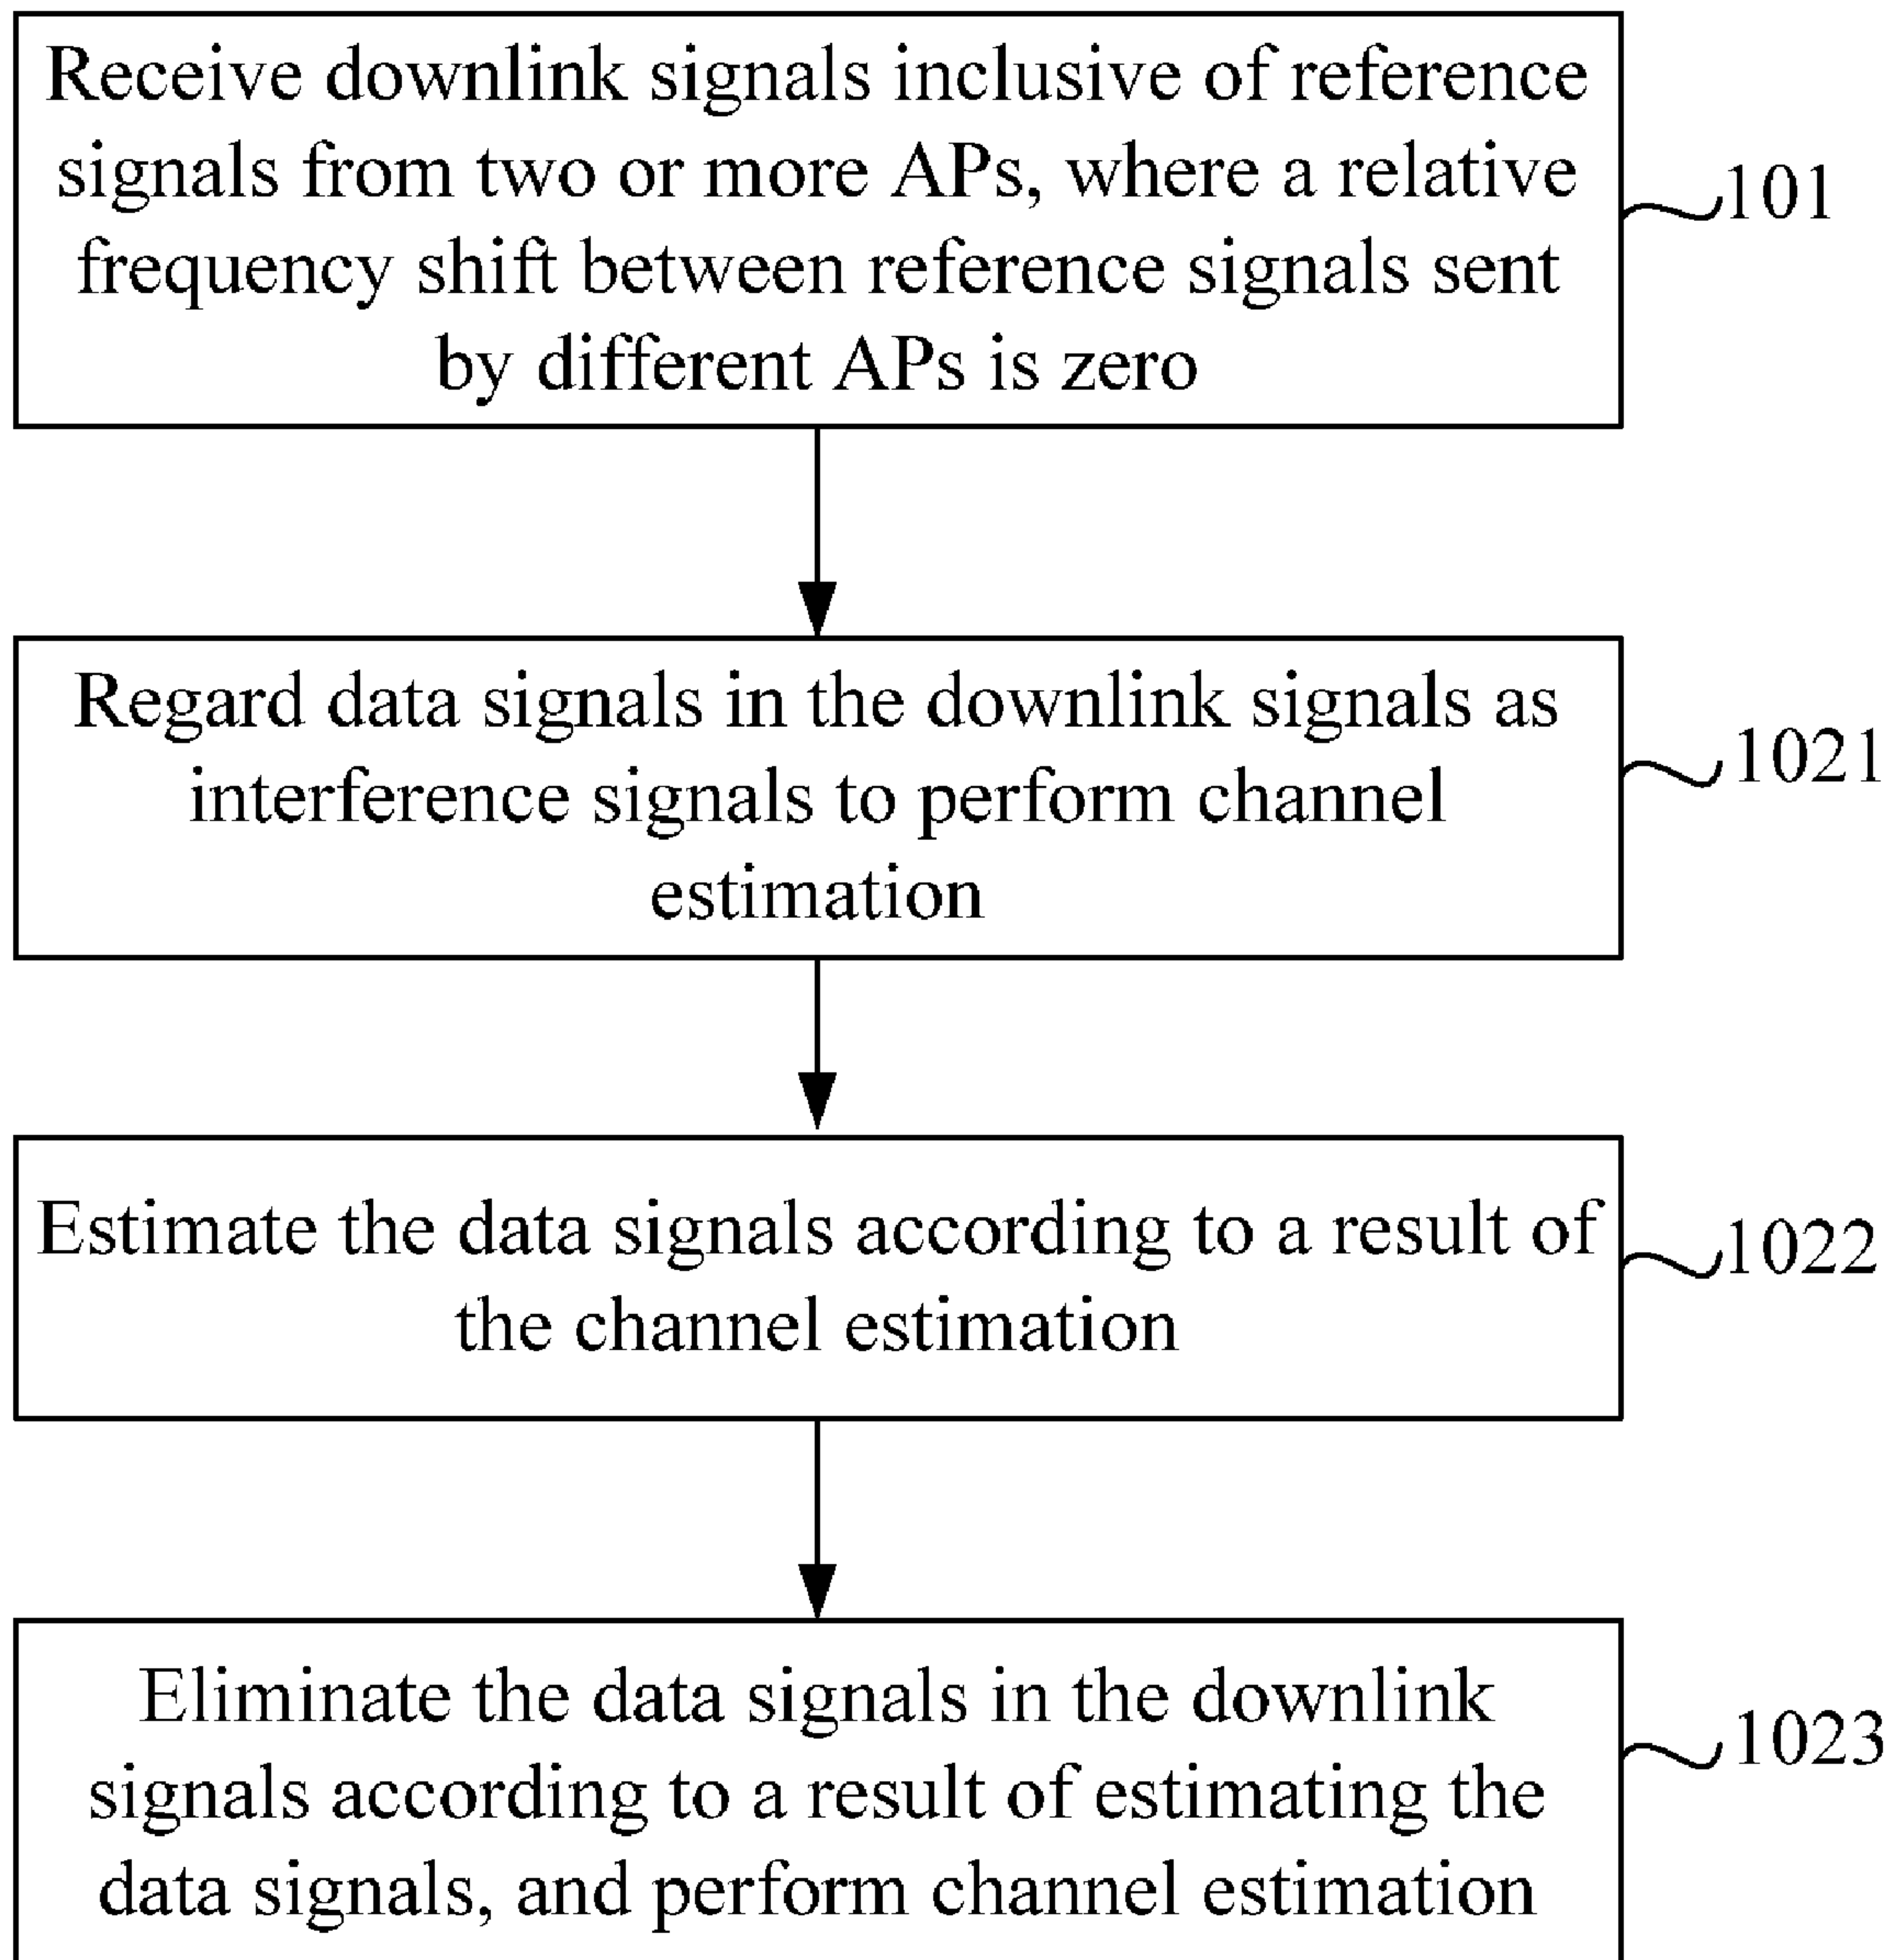 Receive downlink signals inclusive of reference
signals from two or more APs, where a relative
frequency shift between reference signals sent
by different APs is zero
101
Regard data signals in the downlink signals as
interference signals to perform channel
estimation
1021
Estimate the data signals according to a result of
the channel estimation
1022
Eliminate the data signals in the downlink
signals according to a result of estimating the
data signals, and perform channel estimation
1023